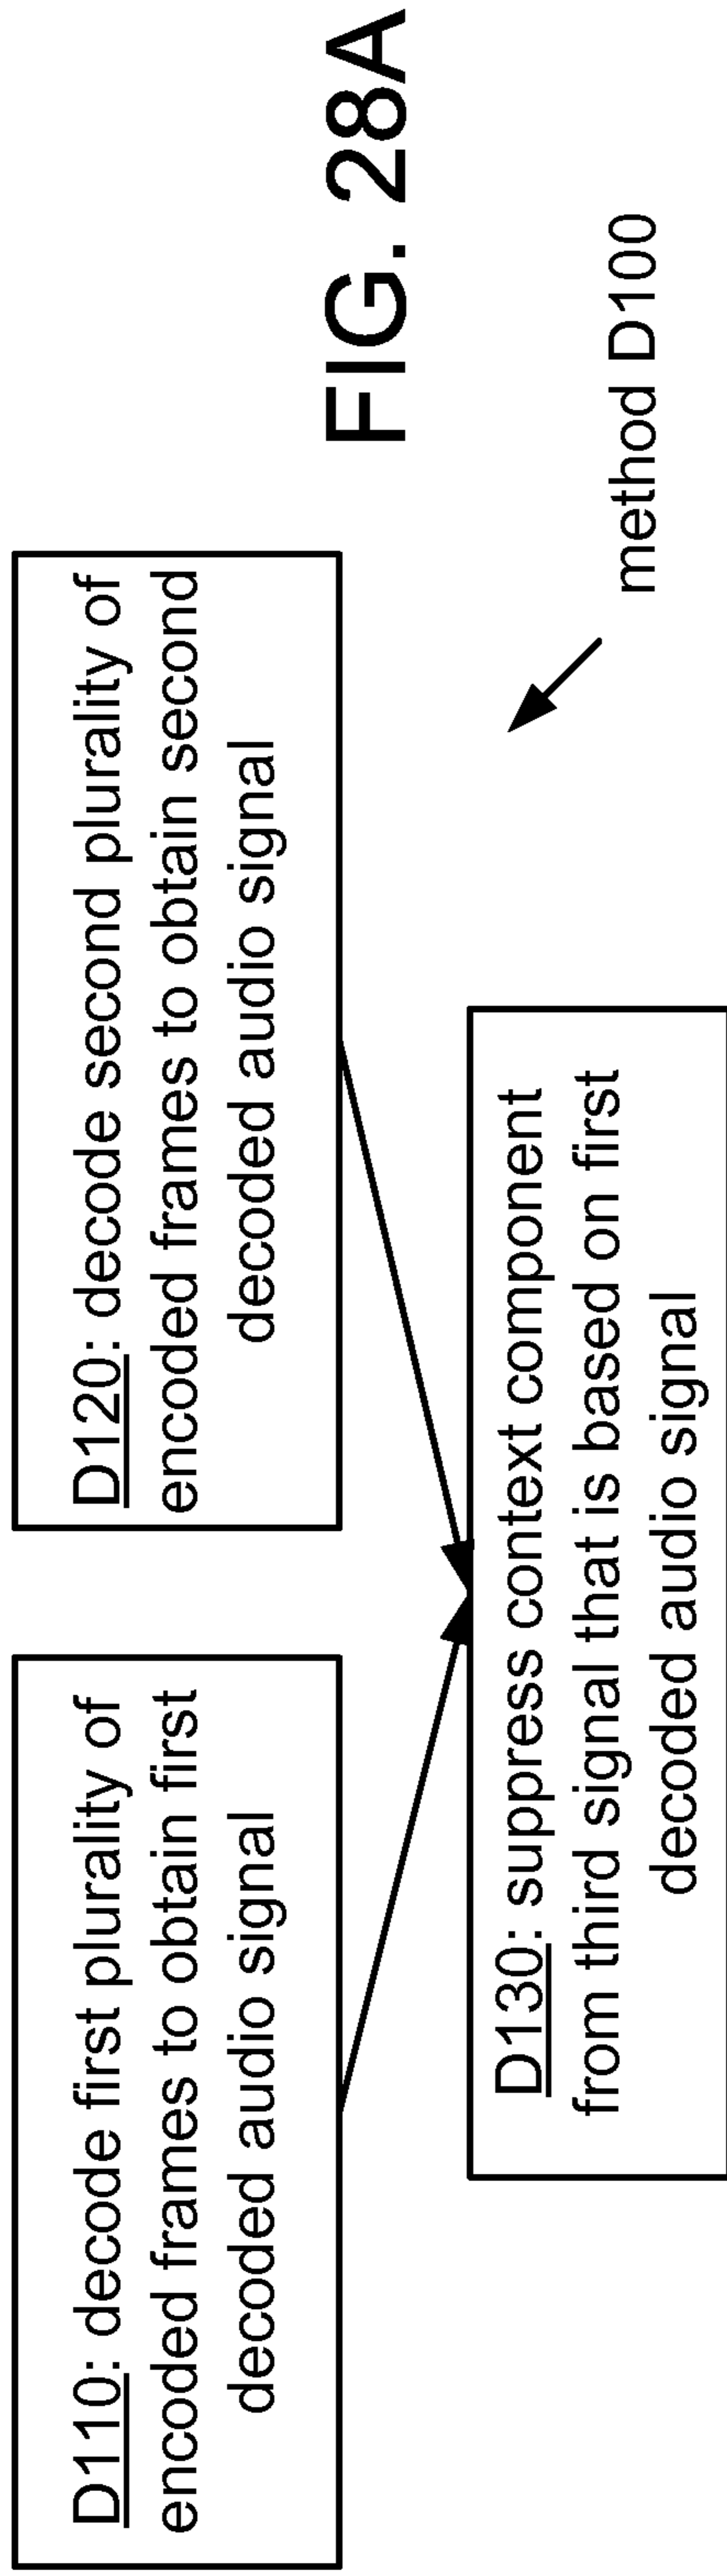 D110: decode first plurality of
encoded frames to obtain first
decoded audio signal
D120: decode second plurality of
encoded frames to obtain second
decoded audio signal
D130: suppress context component
from third signal that is based on first
decoded audio signal
method D100
FIG. 28A